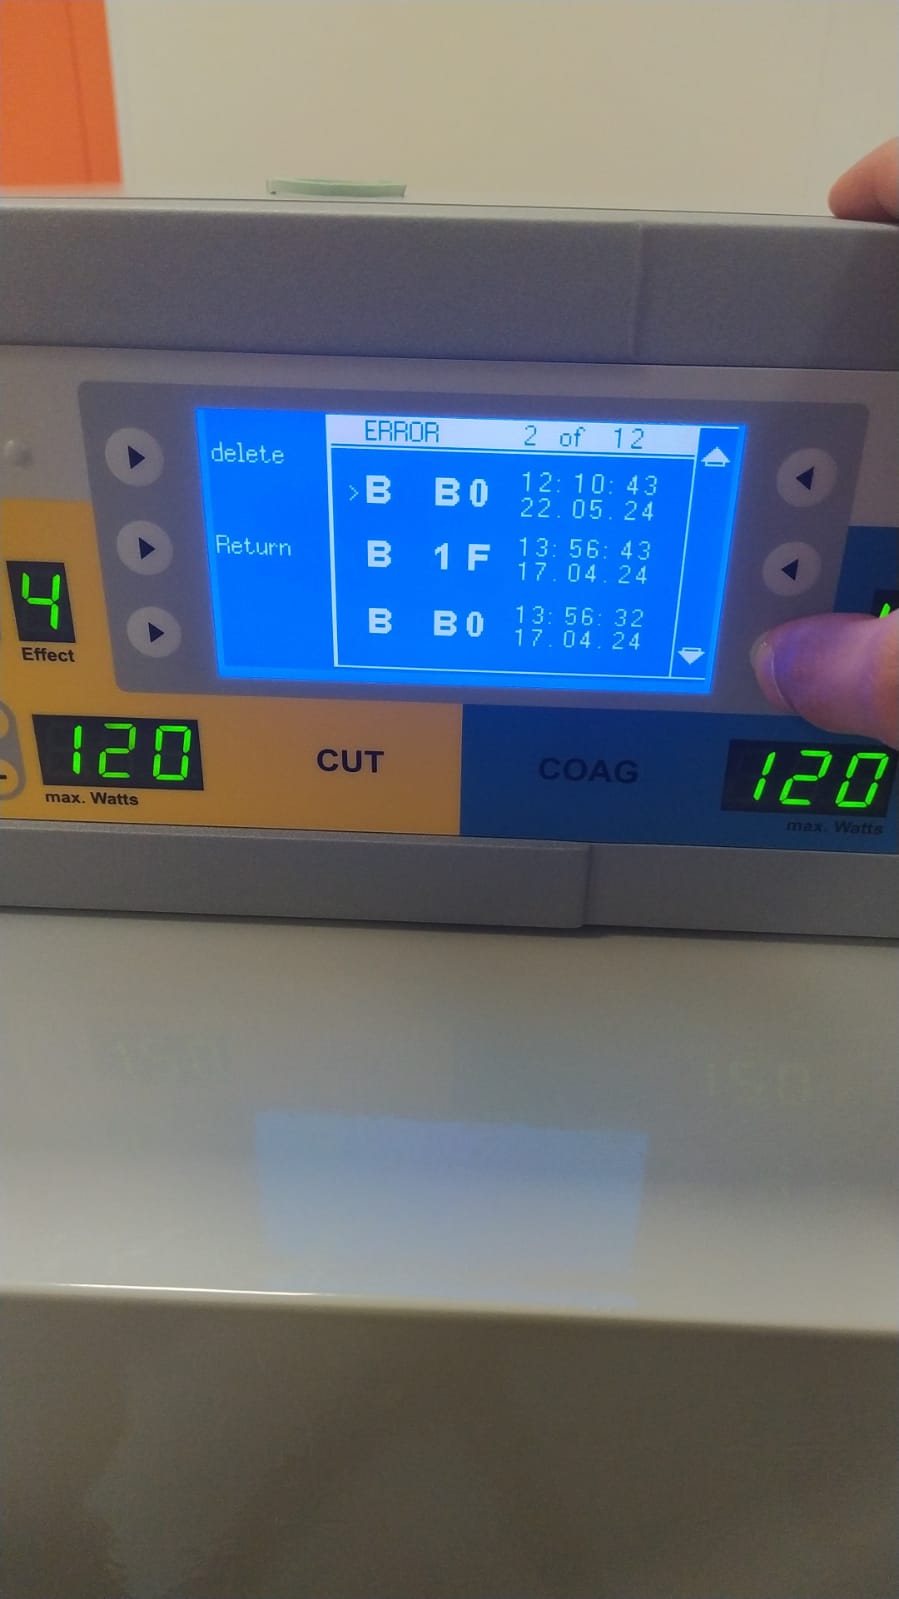 delete
Return
ERROR 2 of 12
>B B0 12:10:43
22.05.24
B 1F 13:56:43
17.04.24
B B0 13:56:32
17.04.24
4
Effect
120
max. Watts
CUT
COAG
120
max. Watts